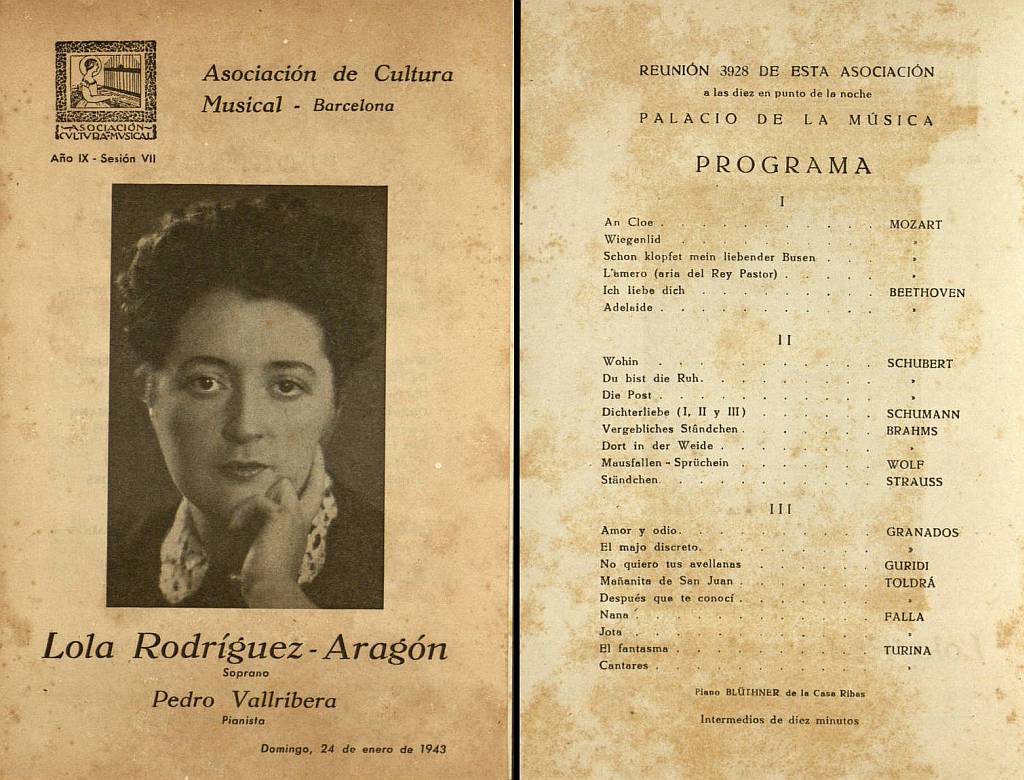 ASOCIACIÓN
CVLTVRA·MVSICAL
Asociación de Cultura
Musical - Barcelona
Año IX - Sesión VII
Lola Rodríguez-Aragón
Soprano
Pedro Vallribera
Pianista
Domingo, 24 de enero de 1943
REUNIÓN 3928 DE ESTA ASOCIACIÓN
a las diez en punto de la noche
PALACIO DE LA MÚSICA
PROGRAMA
I
An Cloe . . . . . . . . . . MOZART
Wiegenlid . . . . . . . . . »
Schon klopfet mein liebender Busen . . . »
L'amero (aria del Rey Pastor) . . . . . »
Ich liebe dich . . . . . . . . . BEETHOVEN
Adelaide . . . . . . . . . . »
II
Wohin . . . . . . . . . . SCHUBERT
Du bist die Ruh. . . . . . . . . »
Die Post . . . . . . . . . . »
Dichterliebe (I, II y III) . . . . . . SCHUMANN
Vergebliches Ständchen . . . . . . BRAHMS
Dort in der Weide . . . . . . . . »
Mausfallen - Sprüchein . . . . . . . WOLF
Ständchen. . . . . . . . . . STRAUSS
III
Amor y odio. . . . . . . . . GRANADOS
El majo discreto. . . . . . . . »
No quiero tus avellanas . . . . . . GURIDI
Mañanita de San Juan . . . . . . . TOLDRÁ
Después que te conocí . . . . . . . »
Nana . . . . . . . . . . FALLA
Jota . . . . . . . . . . »
El fantasma . . . . . . . . . TURINA
Cantares . . . . . . . . . . »
Piano BLÜTHNER de la Casa Ribas
Intermedios de diez minutos